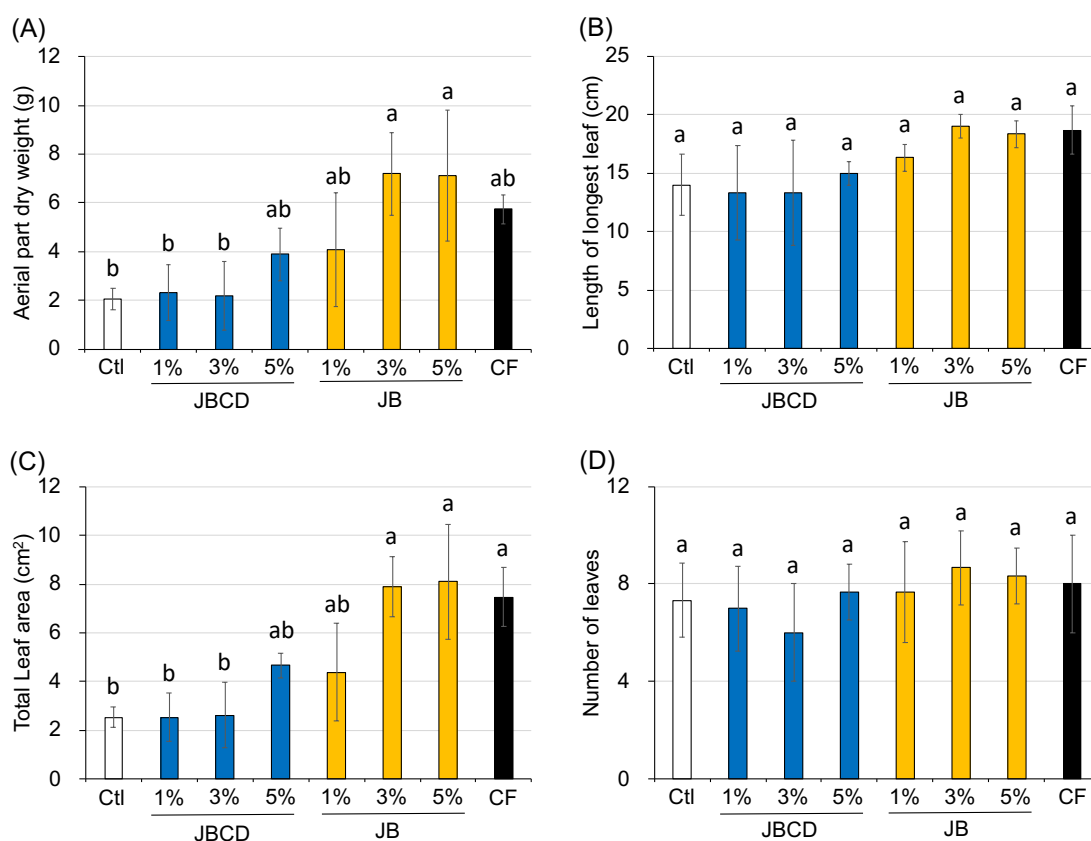 (A)
Aerial part dry weight (g)
12
10
8
6
4
2
0
b
b
b
ab
ab
a
a
ab
Ctl 1% 3% 5% 1% 3% 5% CF
JBCD JB
(B)
Length of longest leaf (cm)
25
20
15
10
5
0
a
a
a
a
a
a
a
a
Ctl 1% 3% 5% 1% 3% 5% CF
JBCD JB
(C)
Total Leaf area (cm²)
12
10
8
6
4
2
0
b
b
b
ab
ab
a
a
a
Ctl 1% 3% 5% 1% 3% 5% CF
JBCD JB
(D)
Number of leaves
12
8
4
0
a
a
a
a
a
a
a
a
Ctl 1% 3% 5% 1% 3% 5% CF
JBCD JB